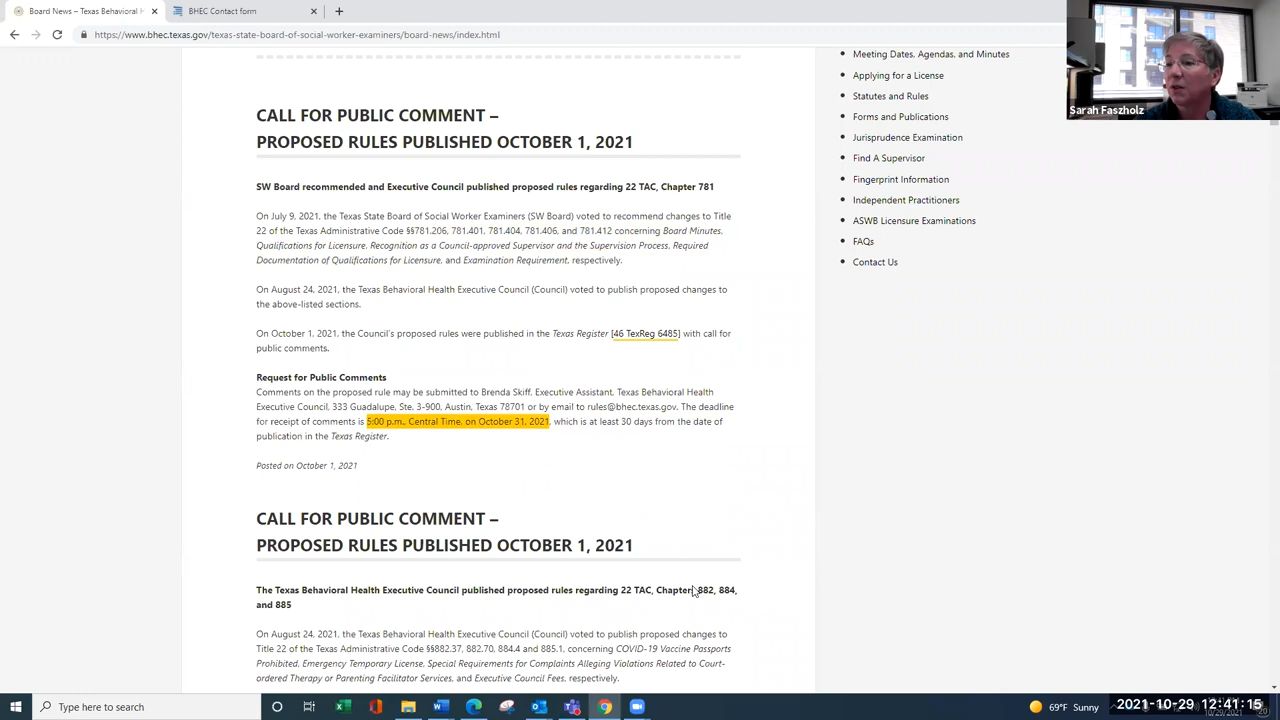 Board News – Texas Behavioral H
BHEC Contact form
https://www.bhec.texas.gov/texas-state-board-of-social-worker-examiners/board-news/index.html
CALL FOR PUBLIC COMMENT –
PROPOSED RULES PUBLISHED OCTOBER 1, 2021
SW Board recommended and Executive Council published proposed rules regarding 22 TAC, Chapter 781
On July 9, 2021, the Texas State Board of Social Worker Examiners (SW Board) voted to recommend changes to Title
22 of the Texas Administrative Code §§781.206, 781.401, 781.404, 781.406, and 781.412 concerning Board Minutes,
Qualifications for Licensure, Recognition as a Council-approved Supervisor and the Supervision Process, Required
Documentation of Qualifications for Licensure, and Examination Requirement, respectively.
On August 24, 2021, the Texas Behavioral Health Executive Council (Council) voted to publish proposed changes to
the above-listed sections.
On October 1, 2021, the Council's proposed rules were published in the Texas Register [46 TexReg 6485] with call for
public comments.
Request for Public Comments
Comments on the proposed rule may be submitted to Brenda Skiff, Executive Assistant, Texas Behavioral Health
Executive Council, 333 Guadalupe, Ste. 3-900, Austin, Texas 78701 or by email to rules@bhec.texas.gov. The deadline
for receipt of comments is 5:00 p.m., Central Time, on October 31, 2021, which is at least 30 days from the date of
publication in the Texas Register.
Posted on October 1, 2021
CALL FOR PUBLIC COMMENT –
PROPOSED RULES PUBLISHED OCTOBER 1, 2021
The Texas Behavioral Health Executive Council published proposed rules regarding 22 TAC, Chapter 882, 884,
and 885
On August 24, 2021, the Texas Behavioral Health Executive Council (Council) voted to publish proposed changes to
Title 22 of the Texas Administrative Code §§882.37, 882.70, 884.4 and 885.1, concerning COVID-19 Vaccine Passports
Prohibited, Emergency Temporary License, Special Requirements for Complaints Alleging Violations Related to Court-
ordered Therapy or Parenting Facilitator Services, and Executive Council Fees, respectively.
Meeting Dates, Agendas, and Minutes
Applying for a License
Statutes and Rules
Forms and Publications
Jurisprudence Examination
Find A Supervisor
Fingerprint Information
Independent Practitioners
ASWB Licensure Examinations
FAQs
Contact Us
Sarah Faszholz
Type here to search
69°F Sunny
2021-10-29 12:41:15